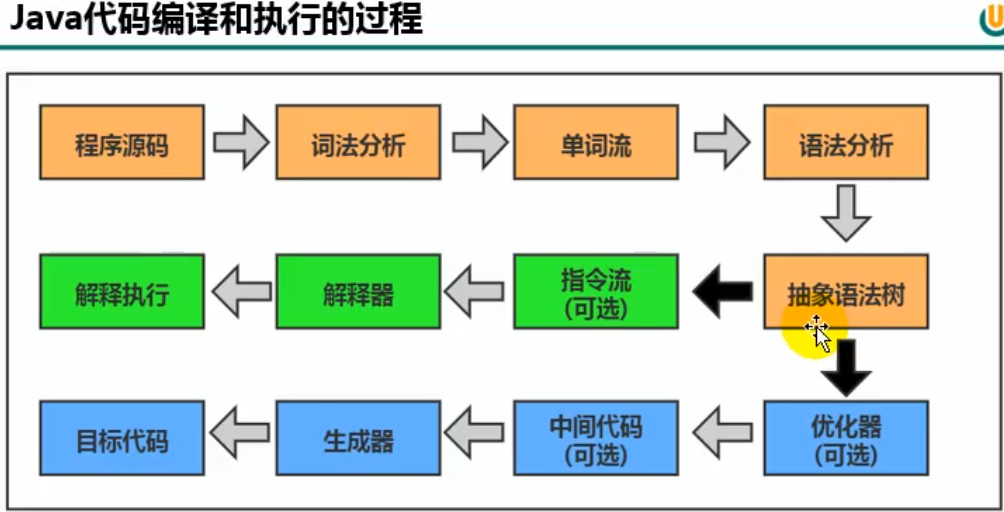 Java代码编译和执行的过程
程序源码
词法分析
单词流
语法分析
解释执行
解释器
指令流
(可选)
抽象语法树
目标代码
生成器
中间代码
(可选)
优化器
(可选)